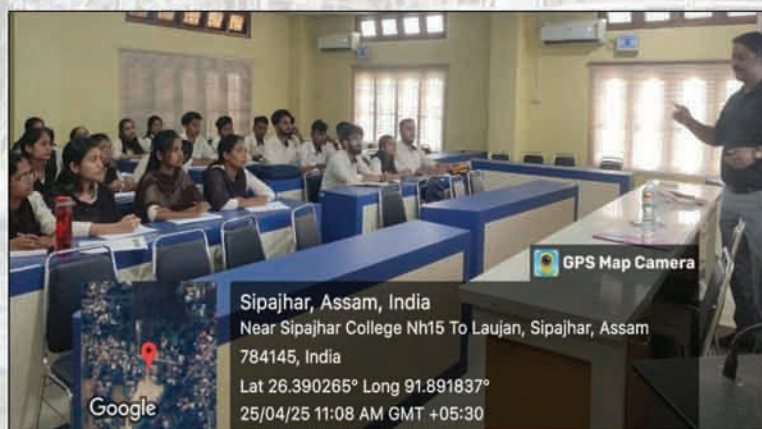 GPS Map Camera
Sipajhar, Assam, India
Near Sipajhar College Nh15 To Laujan, Sipajhar, Assam
784145, India
Lat 26.390265° Long 91.891837°
25/04/25 11:08 AM GMT +05:30
Google